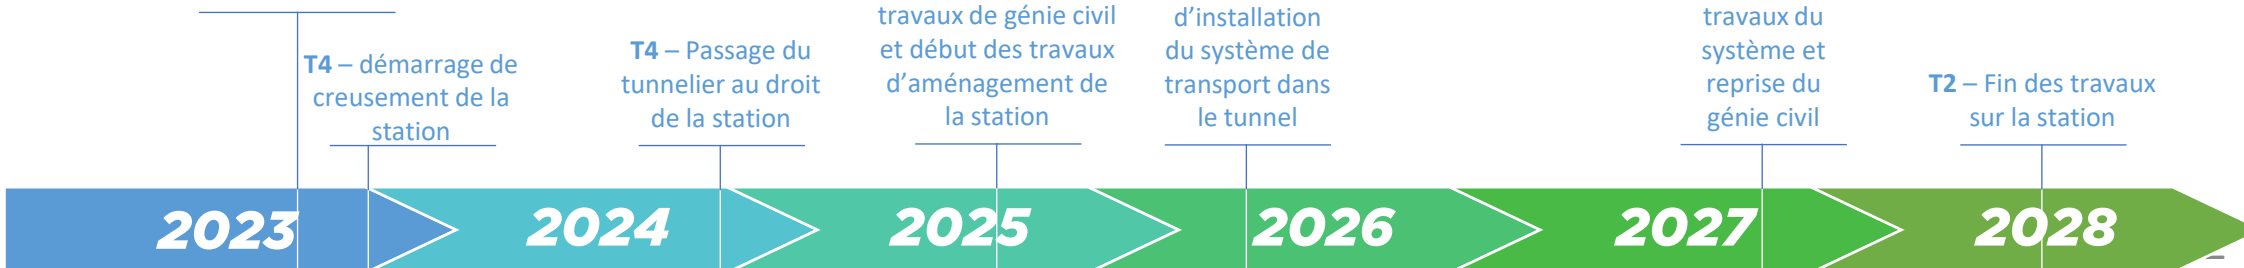 T4 – démarrage de
creusement de la
station
T4 – Passage du
tunnelier au droit
de la station
travaux de génie civil
et début des travaux
d'aménagement de
la station
d'installation
du système de
transport dans
le tunnel
travaux du
système et
reprise du
génie civil
T2 – Fin des travaux
sur la station
2023
2024
2025
2026
2027
2028